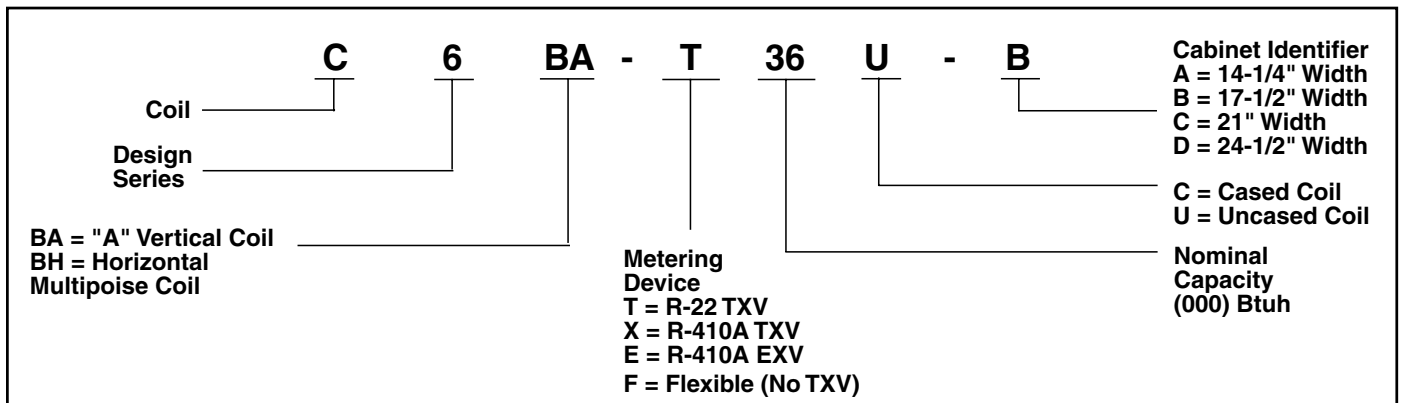 C 6 BA - T 36 U - B
Coil
Design
Series
BA = "A" Vertical Coil
BH = Horizontal
Multipoise Coil
Metering
Device
T = R-22 TXV
X = R-410A TXV
E = R-410A EXV
F = Flexible (No TXV)
Cabinet Identifier
A = 14-1/4" Width
B = 17-1/2" Width
C = 21" Width
D = 24-1/2" Width
C = Cased Coil
U = Uncased Coil
Nominal
Capacity
(000) Btuh